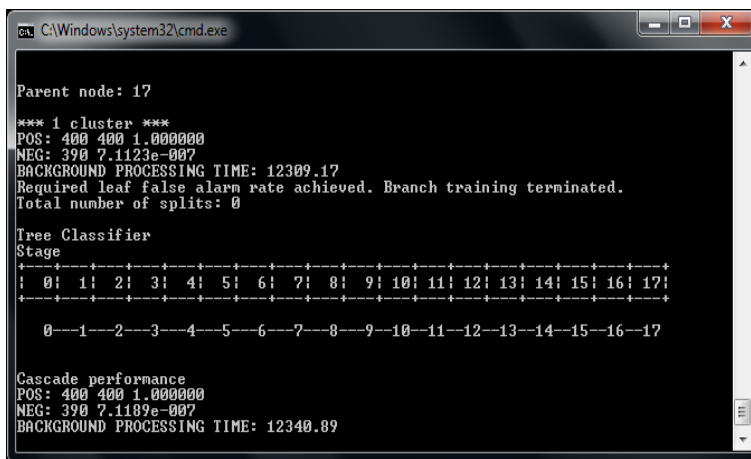 C:\Windows\system32\cmd.exe
Parent node: 17
*** 1 cluster ***
POS: 400 400 1.000000
NEG: 390 7.1123e-007
BACKGROUND PROCESSING TIME: 12309.17
Required leaf false alarm rate achieved. Branch training terminated.
Total number of splits: 0
Tree Classifier
Stage
+---+---+---+---+---+---+---+---+---+---+---+---+---+---+---+---+---+---+
|  0|  1|  2|  3|  4|  5|  6|  7|  8|  9| 10| 11| 12| 13| 14| 15| 16| 17|
+---+---+---+---+---+---+---+---+---+---+---+---+---+---+---+---+---+---+
0---1---2---3---4---5---6---7---8---9--10--11--12--13--14--15--16--17
Cascade performance
POS: 400 400 1.000000
NEG: 390 7.1189e-007
BACKGROUND PROCESSING TIME: 12340.89